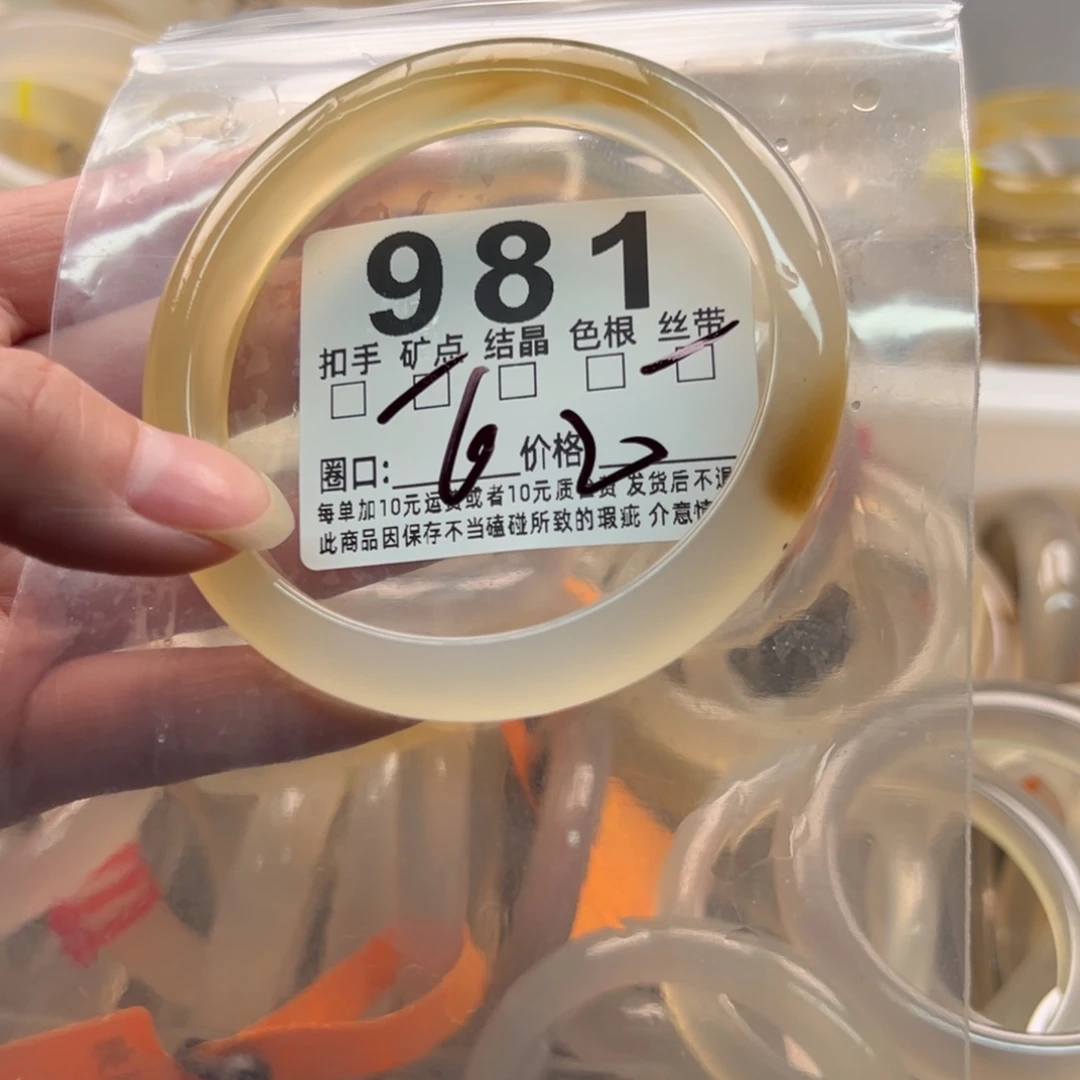 981
扣手 矿点 结晶 色根 丝带
圈口: 价格
每单加10元运费或者10元质检费 发货后不退
此商品因保存不当磕碰所致的瑕疵 介意慎